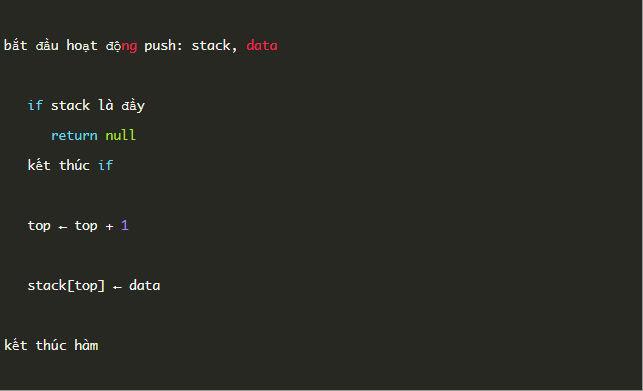 bắt đầu hoạt động push: stack, data
if stack là đầy
return null
kết thúc if
top ← top + 1
stack[top] ← data
kết thúc hàm